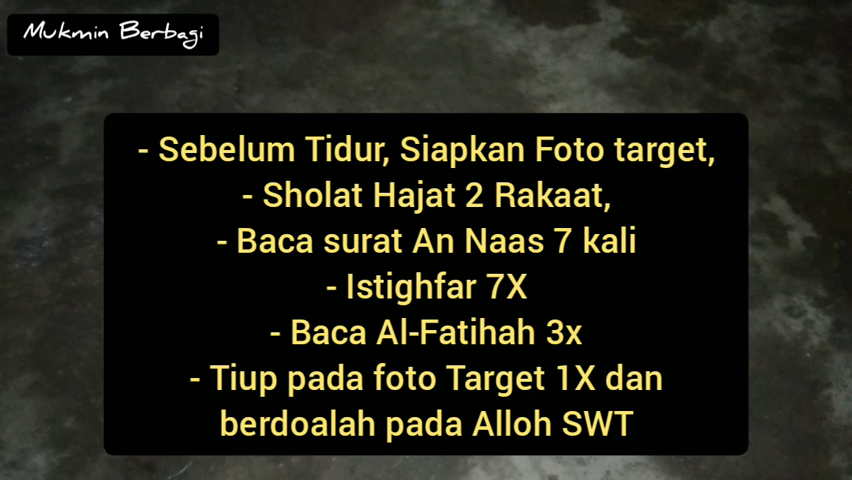 Mukmin Berbagi
- Sebelum Tidur, Siapkan Foto target,
- Sholat Hajat 2 Rakaat,
- Baca surat An Naas 7 kali
- Istighfar 7X
- Baca Al-Fatihah 3x
- Tiup pada foto Target 1X dan
berdoalah pada Alloh SWT